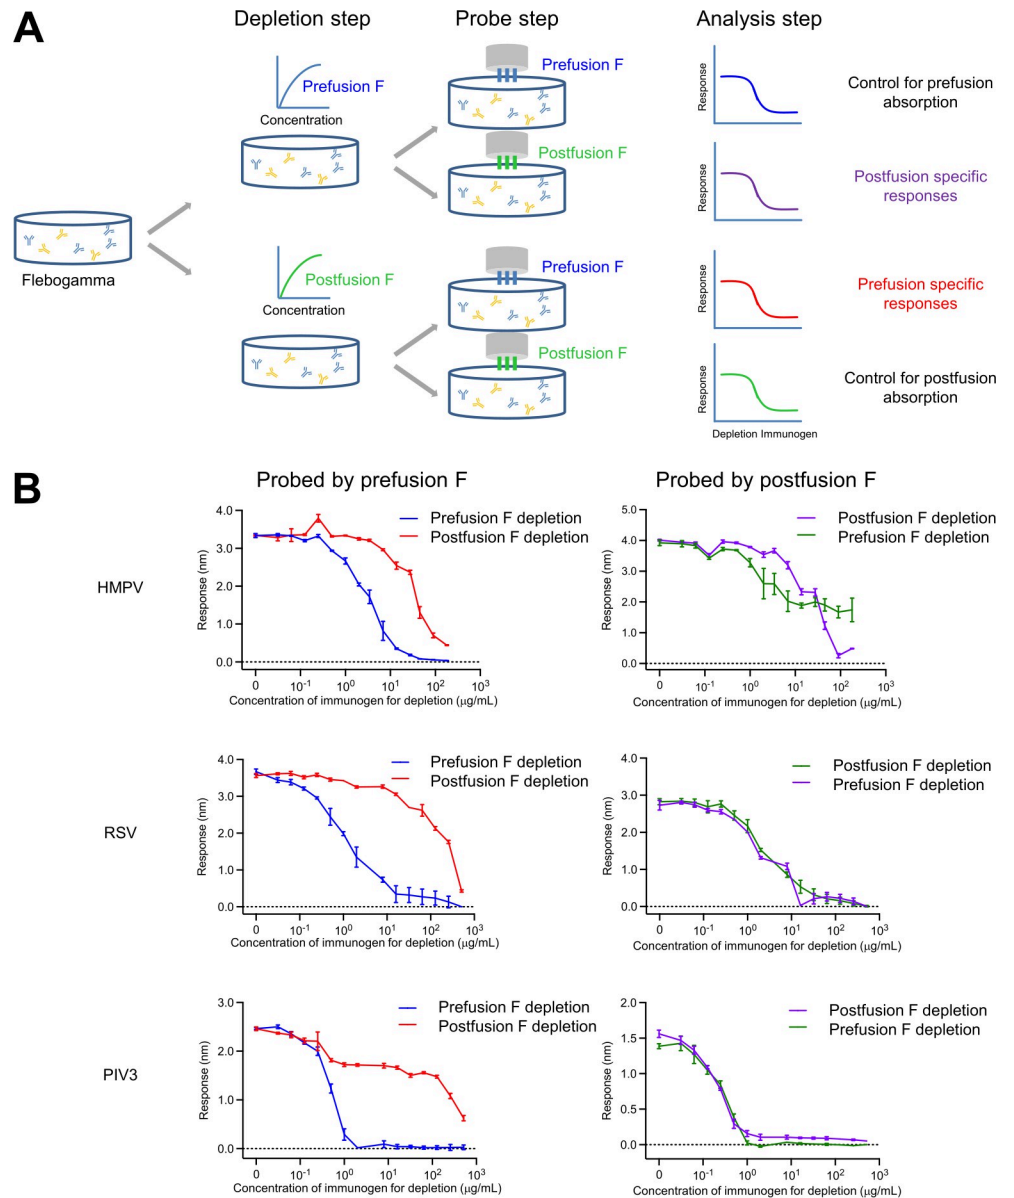 A
Depletion step
Probe step
Analysis step
Prefusion F
Concentration
Prefusion F
Postfusion F
Response
Control for prefusion
absorption
Response
Postfusion specific
responses
Flebogamma
Postfusion F
Concentration
Prefusion F
Postfusion F
Response
Prefusion specific
responses
Response
Control for postfusion
absorption
Depletion Immunogen
B
Probed by prefusion F
Probed by postfusion F
HMPV
Response (nm)
4.0
3.0
2.0
1.0
0.0
Prefusion F depletion
Postfusion F depletion
0 10⁻¹ 10⁰ 10¹ 10² 10³
Concentration of immunogen for depletion (μg/mL)
Response (nm)
5.0
4.0
3.0
2.0
1.0
0.0
Postfusion F depletion
Prefusion F depletion
0 10⁻¹ 10⁰ 10¹ 10² 10³
Concentration of immunogen for depletion (μg/mL)
RSV
Response (nm)
4.0
3.0
2.0
1.0
0.0
Prefusion F depletion
Postfusion F depletion
0 10⁻¹ 10⁰ 10¹ 10² 10³
Concentration of immunogen for depletion (μg/mL)
Response (nm)
4.0
3.0
2.0
1.0
0.0
Postfusion F depletion
Prefusion F depletion
0 10⁻¹ 10⁰ 10¹ 10² 10³
Concentration of immunogen for depletion (μg/mL)
PIV3
Response (nm)
3.0
2.0
1.0
0.0
Prefusion F depletion
Postfusion F depletion
0 10⁻¹ 10⁰ 10¹ 10² 10³
Concentration of immunogen for depletion (μg/mL)
Response (nm)
2.0
1.5
1.0
0.5
0.0
Postfusion F depletion
Prefusion F depletion
0 10⁻¹ 10⁰ 10¹ 10² 10³
Concentration of immunogen for depletion (μg/mL)